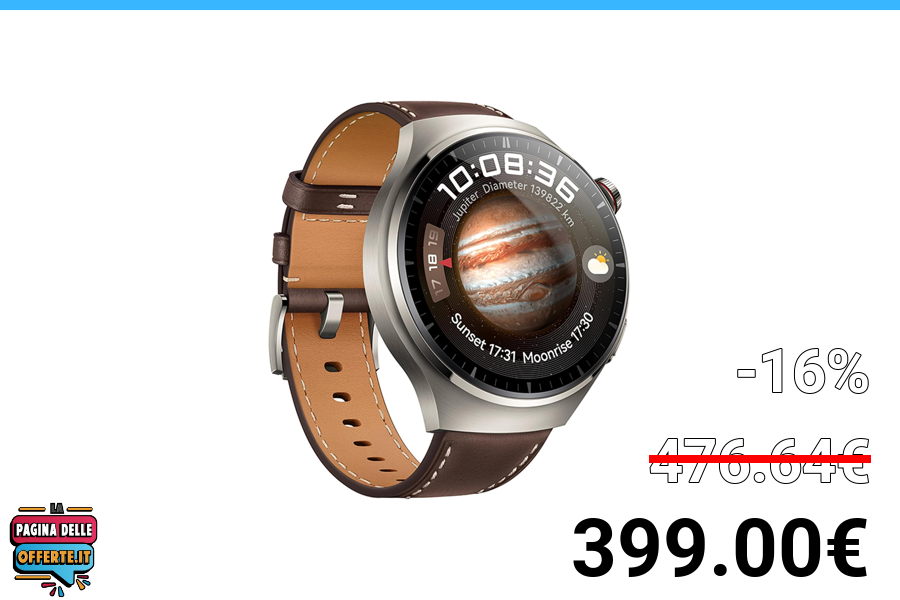 10:08:36
Jupiter Diameter 139822 km
17 18 19
Sunset 17:31 Moonrise 17:30
-16%
476.64€
399.00€
LA
PAGINA DELLE
OFFERTE.IT